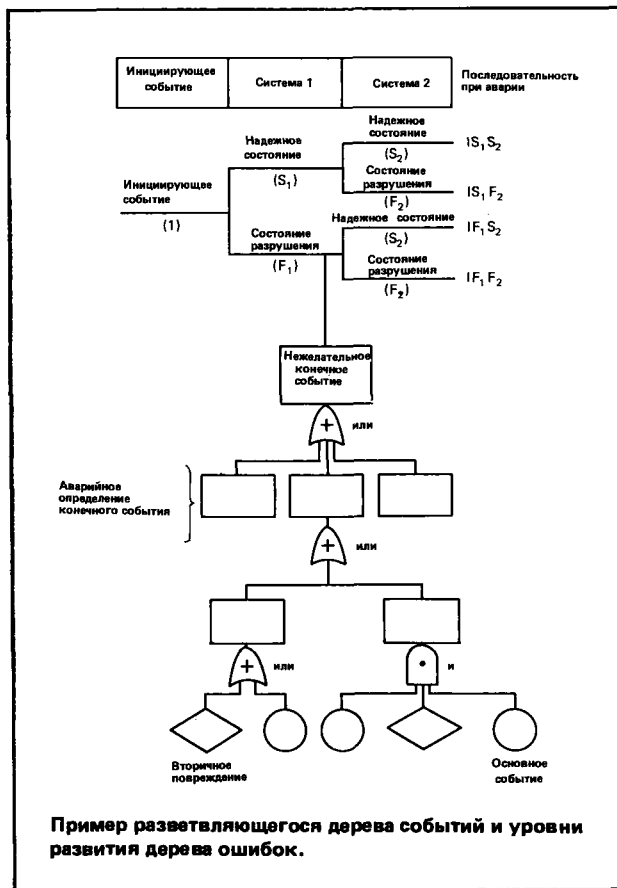 Инициирующее
событие
Система 1
Система 2
Последовательность
при аварии
Надежное
состояние
(S₂)
IS₁S₂
Надежное
состояние
(S₁)
Состояние
разрушения
(F₂)
IS₁F₂
Инициирующее
событие
(1)
Надежное состояние
(S₂)
IF₁S₂
Состояние
разрушения
(F₁)
Состояние
разрушения
(F₂)
IF₁F₂
Нежелательное
конечное
событие
+
или
Аварийное
определение
конечного события
+
или
+
или
•
и
Вторичное
повреждение
Основное
событие
Пример разветвляющегося дерева событий и уровни
развития дерева ошибок.